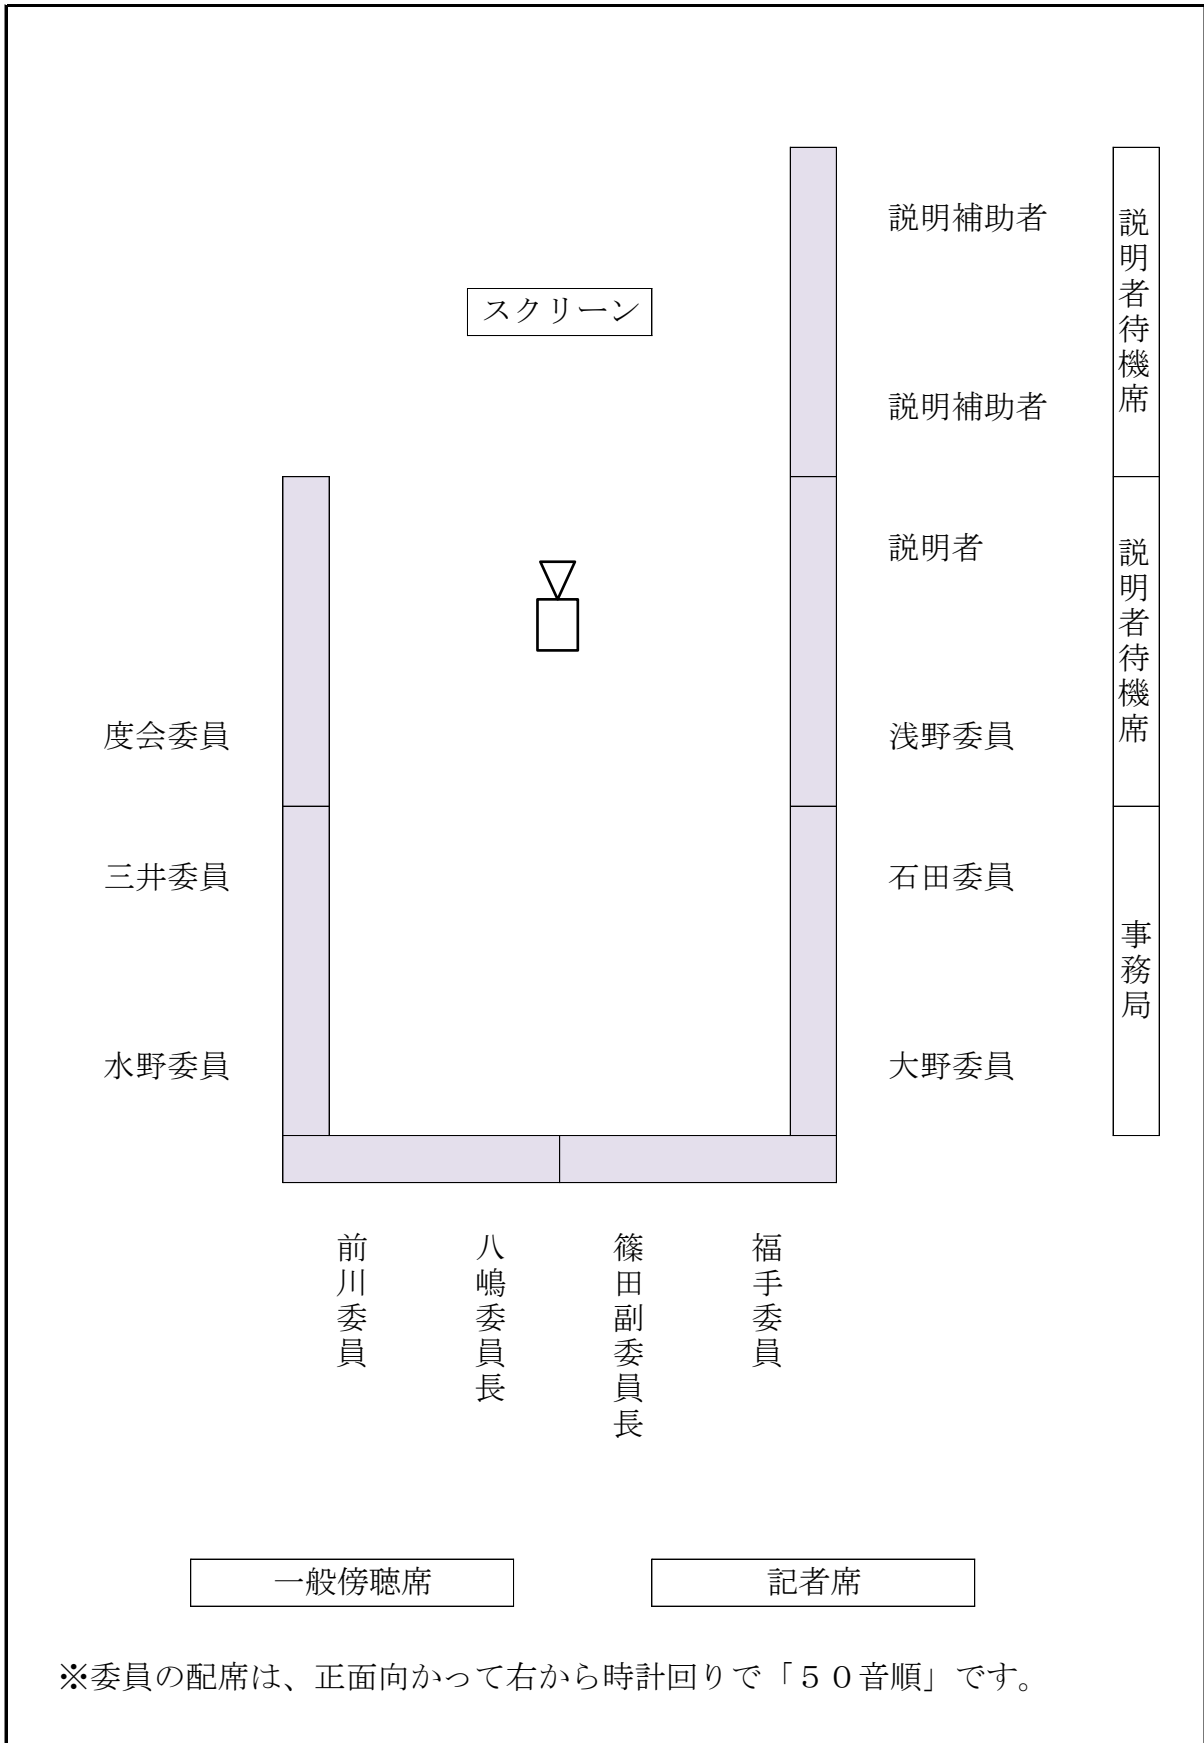 説明補助者
説明者待機席
スクリーン
説明補助者
説明者
説明者待機席
度会委員
浅野委員
三井委員
石田委員
事務局
水野委員
大野委員
前川委員
八嶋委員長
篠田副委員長
福手委員
一般傍聴席
記者席
※委員の配席は、正面向かって右から時計回りで「５０音順」です。